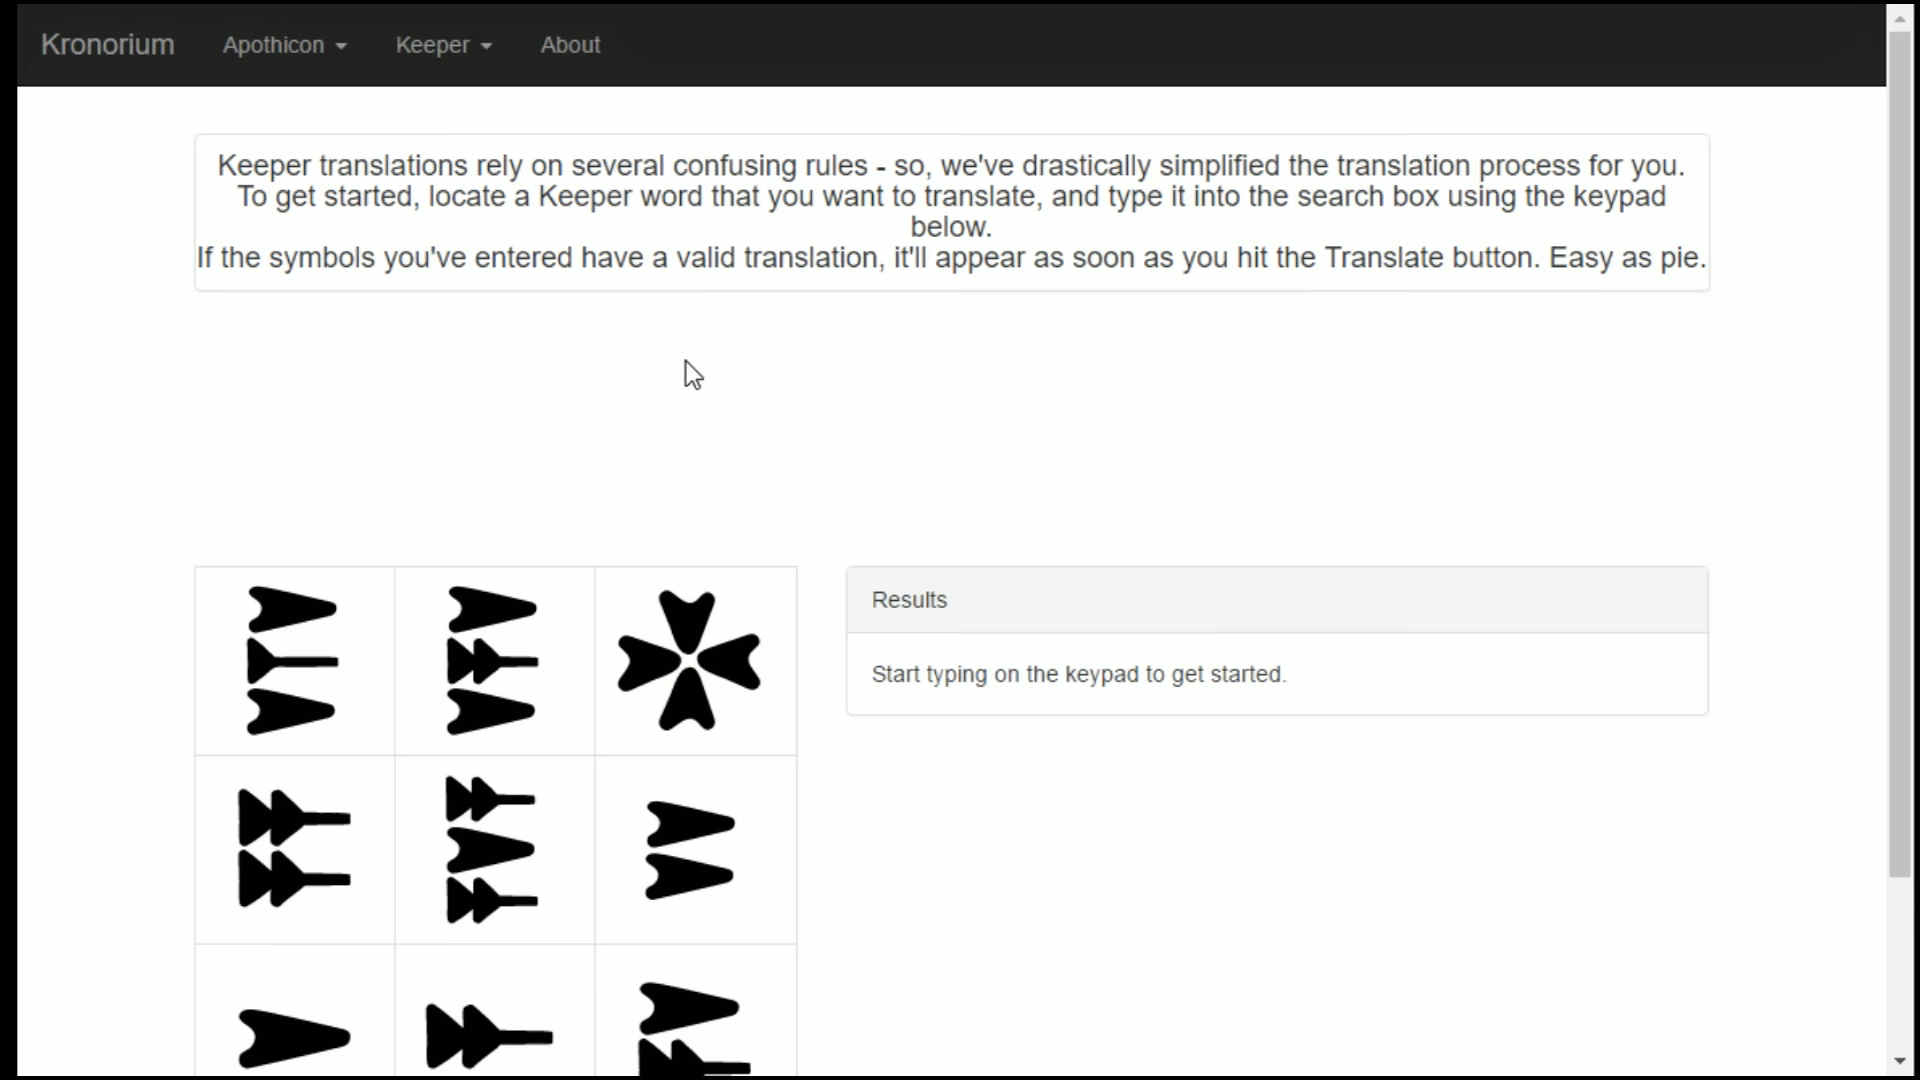 Kronorium Apothicon Keeper About
Keeper translations rely on several confusing rules - so, we've drastically simplified the translation process for you.
To get started, locate a Keeper word that you want to translate, and type it into the search box using the keypad
below.
If the symbols you've entered have a valid translation, it'll appear as soon as you hit the Translate button. Easy as pie.
Results
Start typing on the keypad to get started.